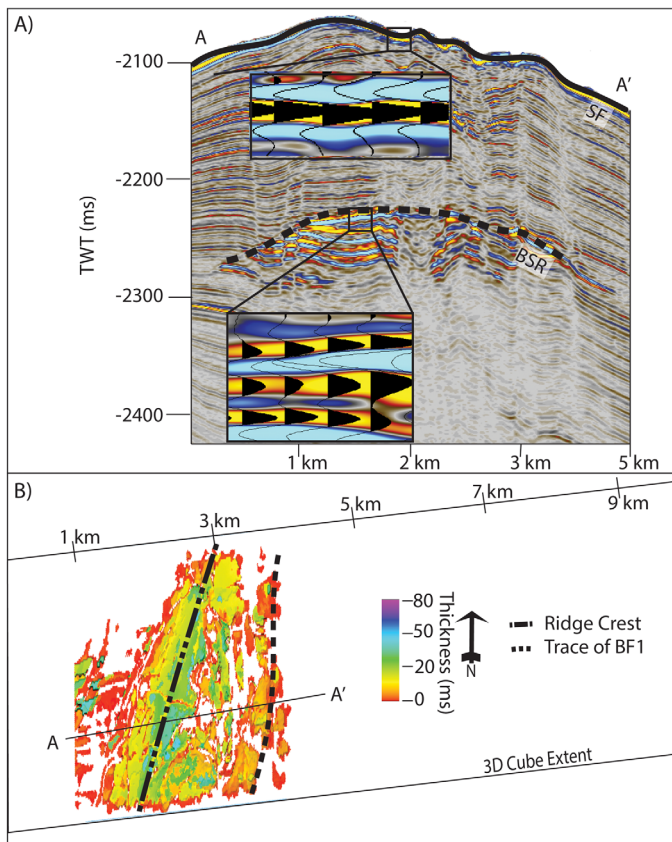 A)
A
A'
SF
BSR
TWT (ms)
-2100
-2200
-2300
-2400
1 km
2 km
3 km
5 km
B)
1 km
3 km
5 km
7 km
9 km
A
A'
80
50
20
0
Thickness (ms)
N
Ridge Crest
Trace of BF1
3D Cube Extent